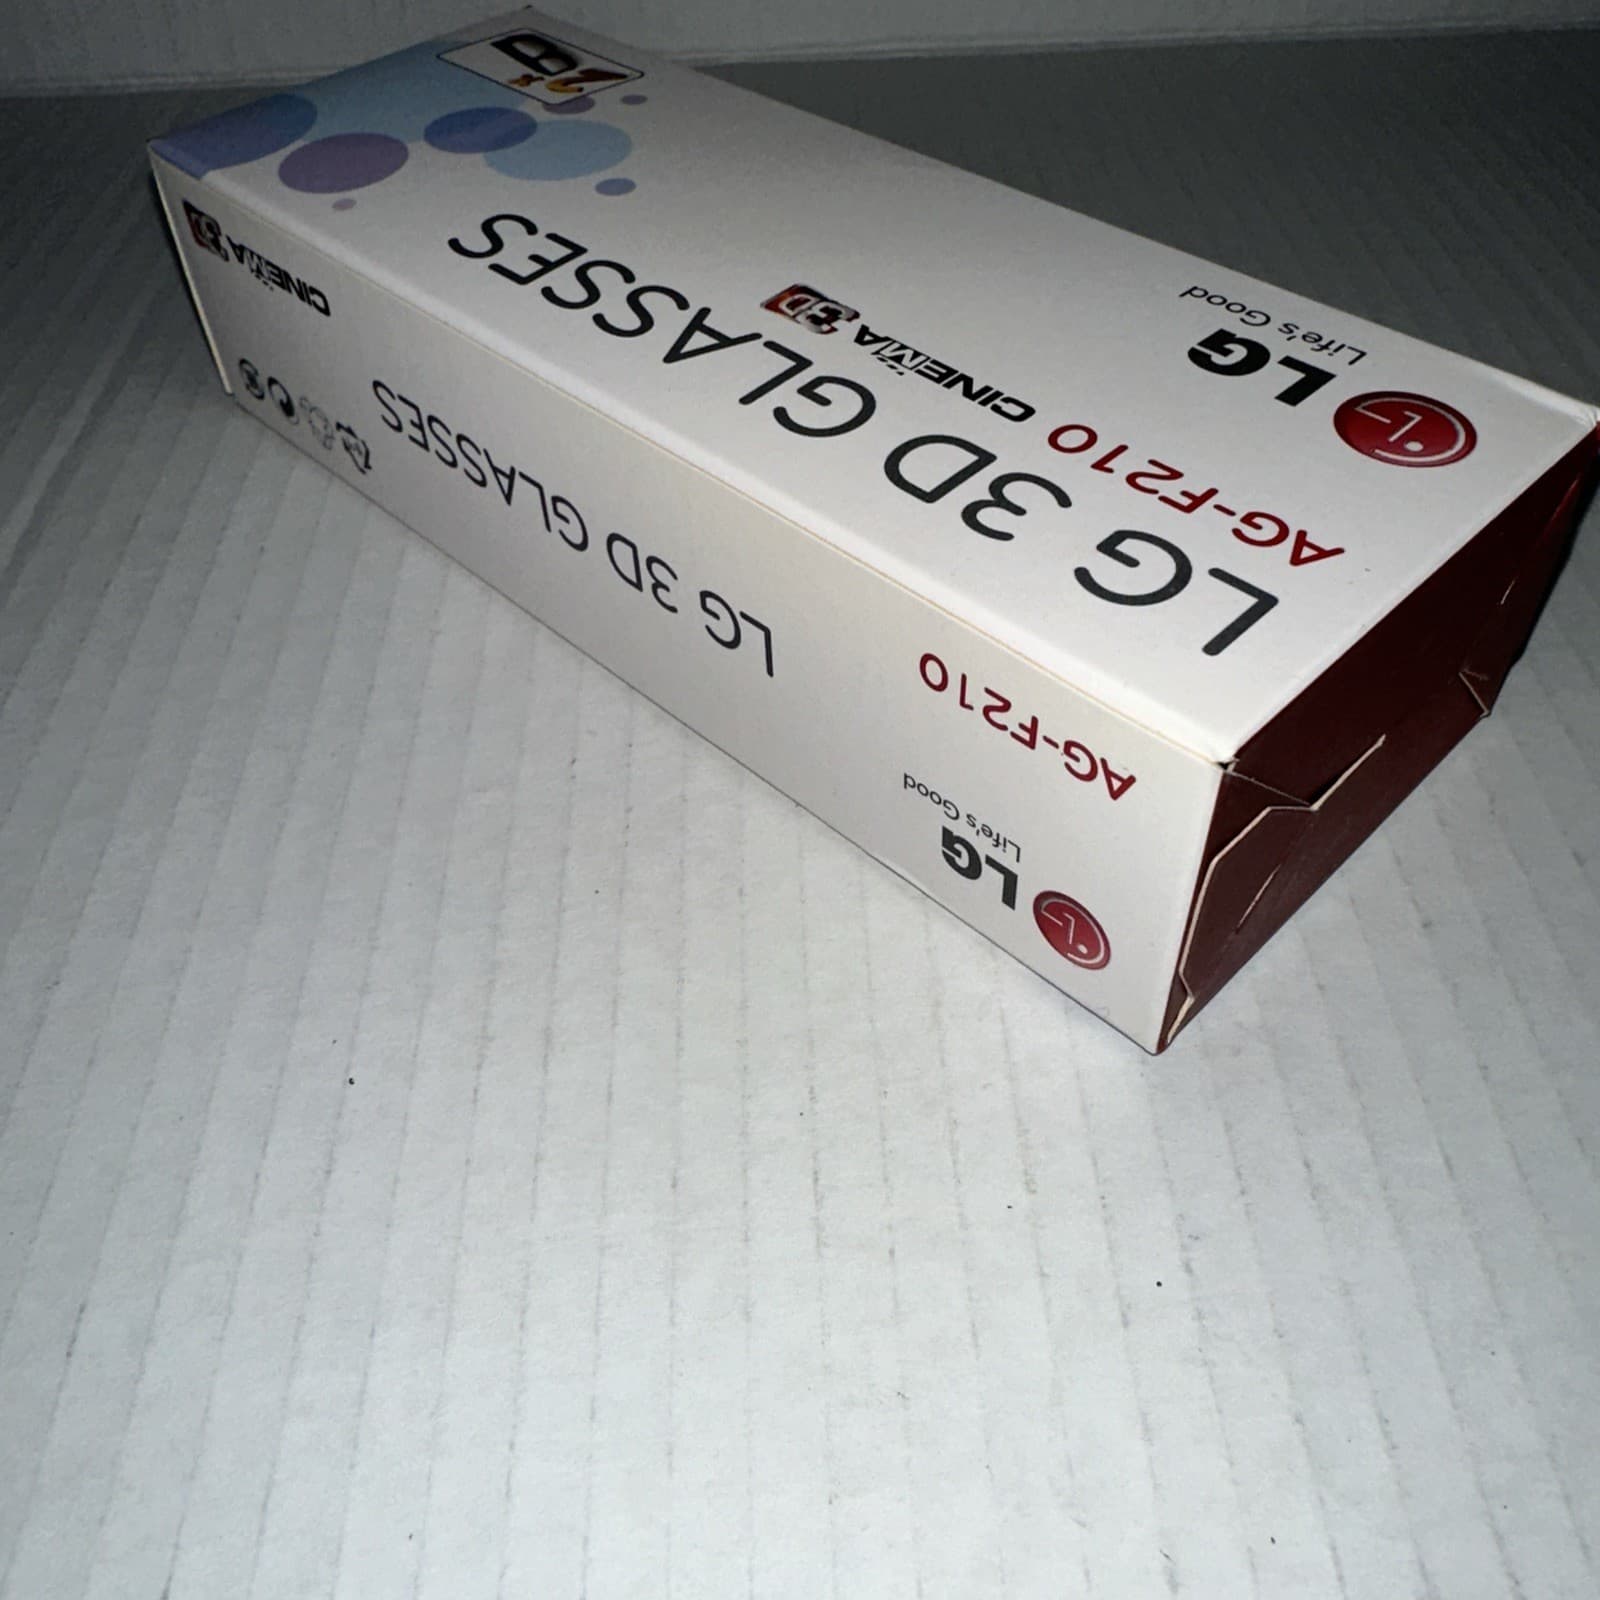 LG
Life's Good
AG-F210 CINEMA 3D
LG 3D GLASSES
LG
Life's Good
AG-F210
LG 3D GLASSES
CINEMA 3D